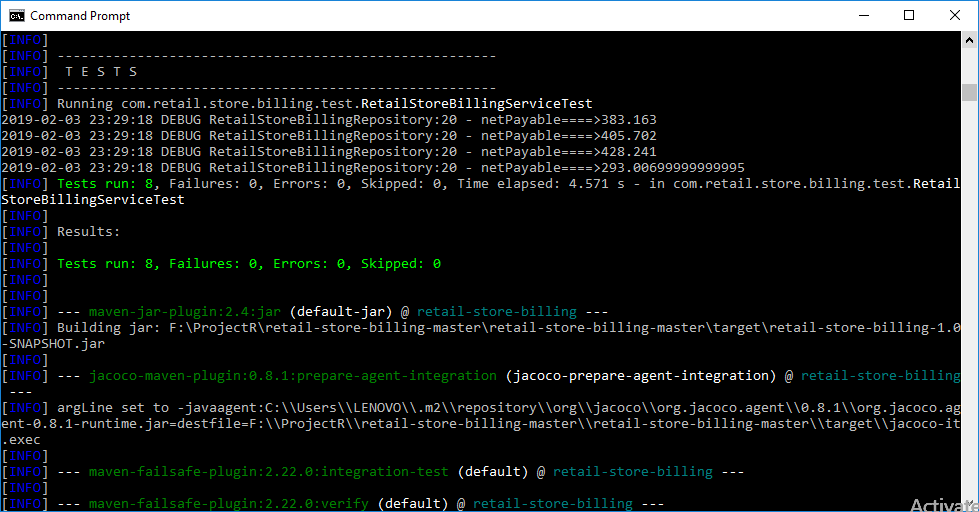 Command Prompt
[INFO]
[INFO] -------------------------------------------------------
[INFO]  T E S T S
[INFO] -------------------------------------------------------
[INFO] Running com.retail.store.billing.test.RetailStoreBillingServiceTest
2019-02-03 23:29:18 DEBUG RetailStoreBillingRepository:20 - netPayable====>383.163
2019-02-03 23:29:18 DEBUG RetailStoreBillingRepository:20 - netPayable====>405.702
2019-02-03 23:29:18 DEBUG RetailStoreBillingRepository:20 - netPayable====>428.241
2019-02-03 23:29:18 DEBUG RetailStoreBillingRepository:20 - netPayable====>293.00699999999995
[INFO] Tests run: 8, Failures: 0, Errors: 0, Skipped: 0, Time elapsed: 4.571 s - in com.retail.store.billing.test.Retail
StoreBillingServiceTest
[INFO]
[INFO] Results:
[INFO]
[INFO] Tests run: 8, Failures: 0, Errors: 0, Skipped: 0
[INFO]
[INFO]
[INFO] --- maven-jar-plugin:2.4:jar (default-jar) @ retail-store-billing ---
[INFO] Building jar: F:\ProjectR\retail-store-billing-master\retail-store-billing-master\target\retail-store-billing-1.0
-SNAPSHOT.jar
[INFO]
[INFO] --- jacoco-maven-plugin:0.8.1:prepare-agent-integration (jacoco-prepare-agent-integration) @ retail-store-billing
 ---
[INFO] argLine set to -javaagent:C:\\Users\\LENOVO\\.m2\\repository\\org\\jacoco\\org.jacoco.agent\\0.8.1\\org.jacoco.ag
ent-0.8.1-runtime.jar=destfile=F:\\ProjectR\\retail-store-billing-master\\retail-store-billing-master\\target\\jacoco-it
.exec
[INFO]
[INFO] --- maven-failsafe-plugin:2.22.0:integration-test (default) @ retail-store-billing ---
[INFO]
[INFO] --- maven-failsafe-plugin:2.22.0:verify (default) @ retail-store-billing ---